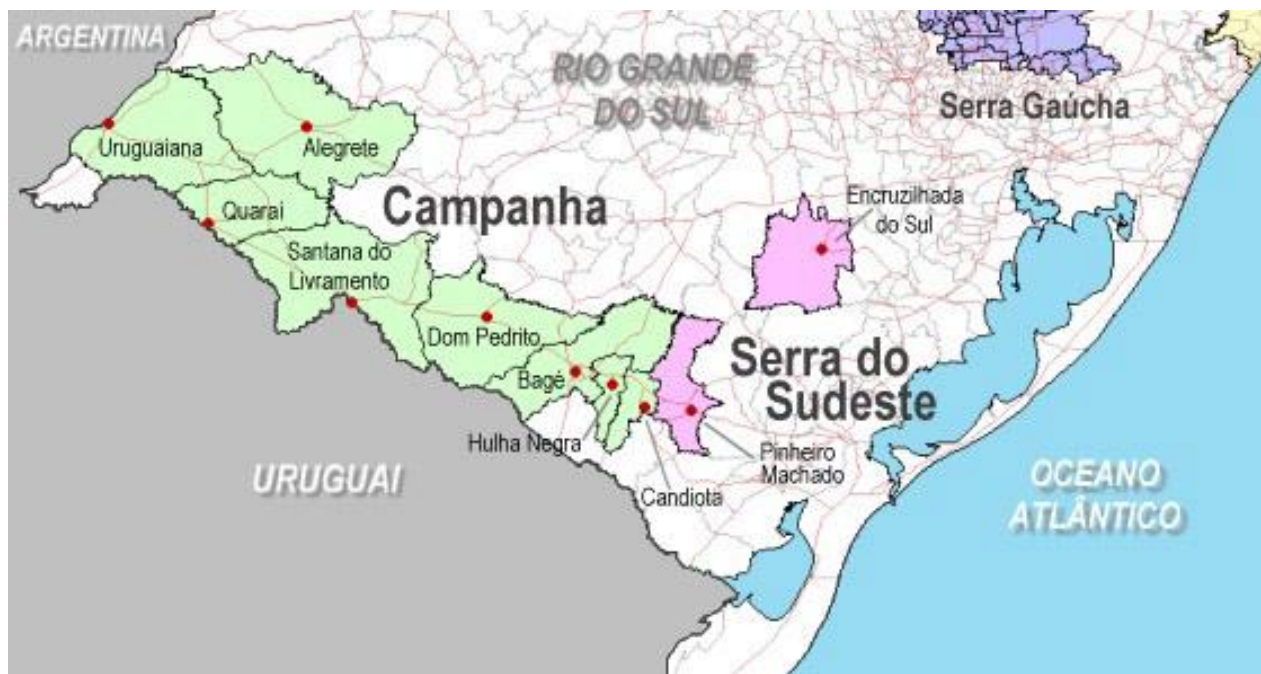 ARGENTINA
RIO GRANDE
DO SUL
Serra Gaúcha
Uruguaiana
Alegrete
Campanha
Quarai
Encruzilhada
do Sul
Santana do
Livramento
Dom Pedrito
Serra do
Sudeste
Bagé
Hulha Negra
Pinheiro
Machado
Candiota
URUGUAI
OCEANO
ATLÂNTICO